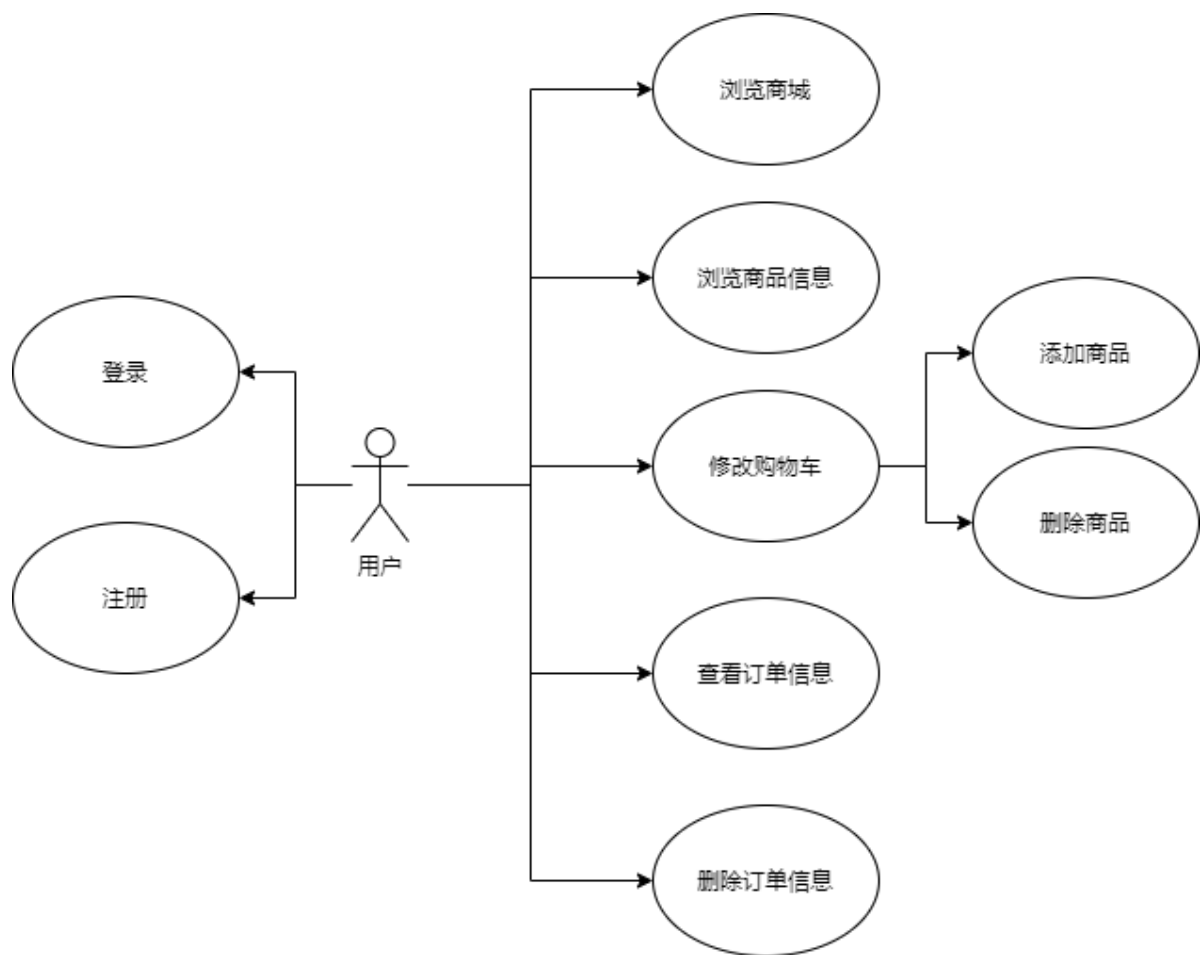 浏览商城
浏览商品信息
添加商品
登录
修改购物车
删除商品
用户
注册
查看订单信息
删除订单信息